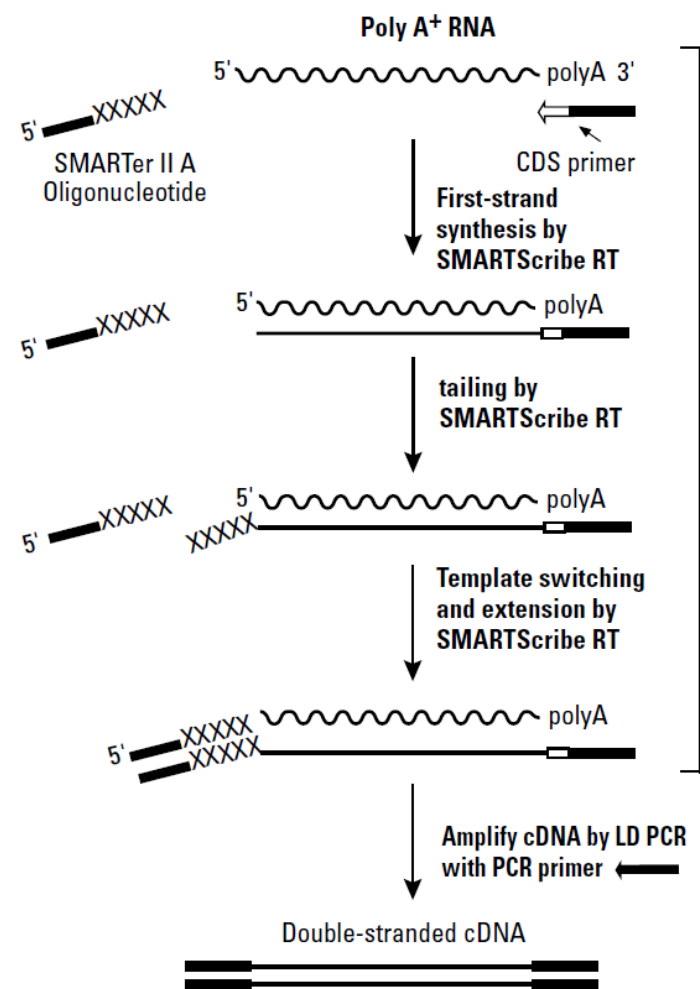 Poly A+ RNA
5' polyA 3'
5' XXXXX
SMARTer II A
Oligonucleotide
CDS primer
First-strand
synthesis by
SMARTScribe RT
5' polyA
5' XXXXX
tailing by
SMARTScribe RT
5' polyA
5' XXXXX XXXXX
Template switching
and extension by
SMARTScribe RT
polyA
5' XXXXX
XXXXX
Amplify cDNA by LD PCR
with PCR primer
Double-stranded cDNA